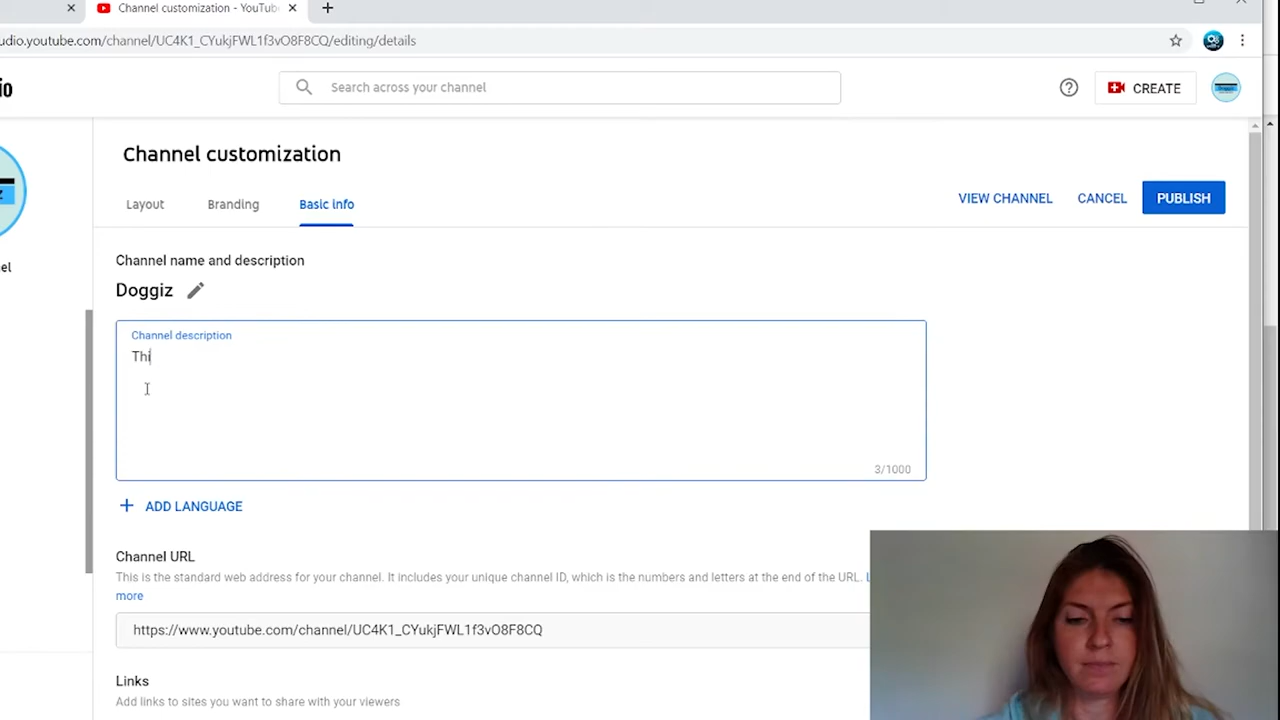 Channel customization - YouTub
udio.youtube.com/channel/UC4K1_CYukjFWL1f3vO8F8CQ/editing/details
io
Search across your channel
CREATE
Channel customization
Layout
Branding
Basic info
VIEW CHANNEL
CANCEL
PUBLISH
Channel name and description
el
Doggiz
Channel description
Thi
3/1000
ADD LANGUAGE
Channel URL
This is the standard web address for your channel. It includes your unique channel ID, which is the numbers and letters at the end of the URL. L
more
https://www.youtube.com/channel/UC4K1_CYukjFWL1f3vO8F8CQ
Links
Add links to sites you want to share with your viewers